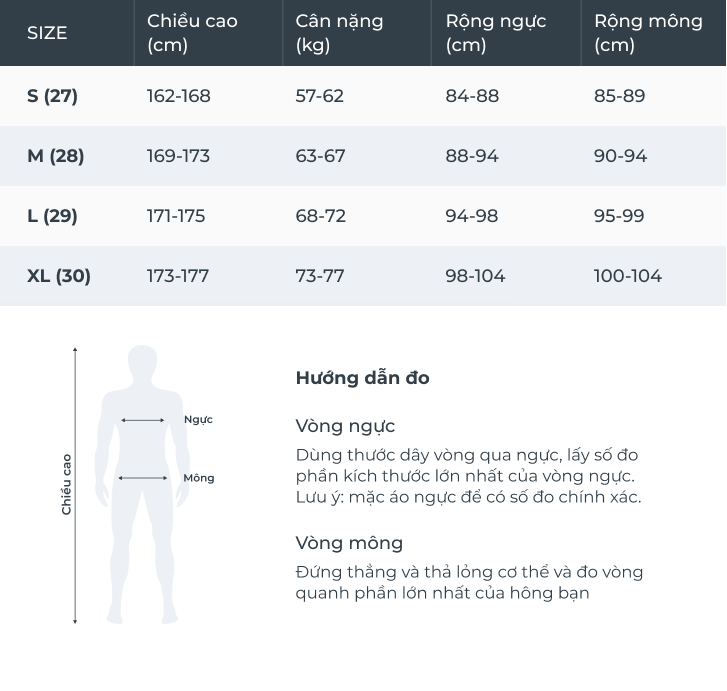 SIZE
Chiều cao
(cm)
Cân nặng
(kg)
Rộng ngực
(cm)
Rộng mông
(cm)
S (27)
162-168
57-62
84-88
85-89
M (28)
169-173
63-67
88-94
90-94
L (29)
171-175
68-72
94-98
95-99
XL (30)
173-177
73-77
98-104
100-104
Chiều cao
Ngực
Mông
Hướng dẫn đo
Vòng ngực
Dùng thước dây vòng qua ngực, lấy số đo
phần kích thước lớn nhất của vòng ngực.
Lưu ý: mặc áo ngực để có số đo chính xác.
Vòng mông
Đứng thẳng và thả lỏng cơ thể và đo vòng
quanh phần lớn nhất của hông bạn